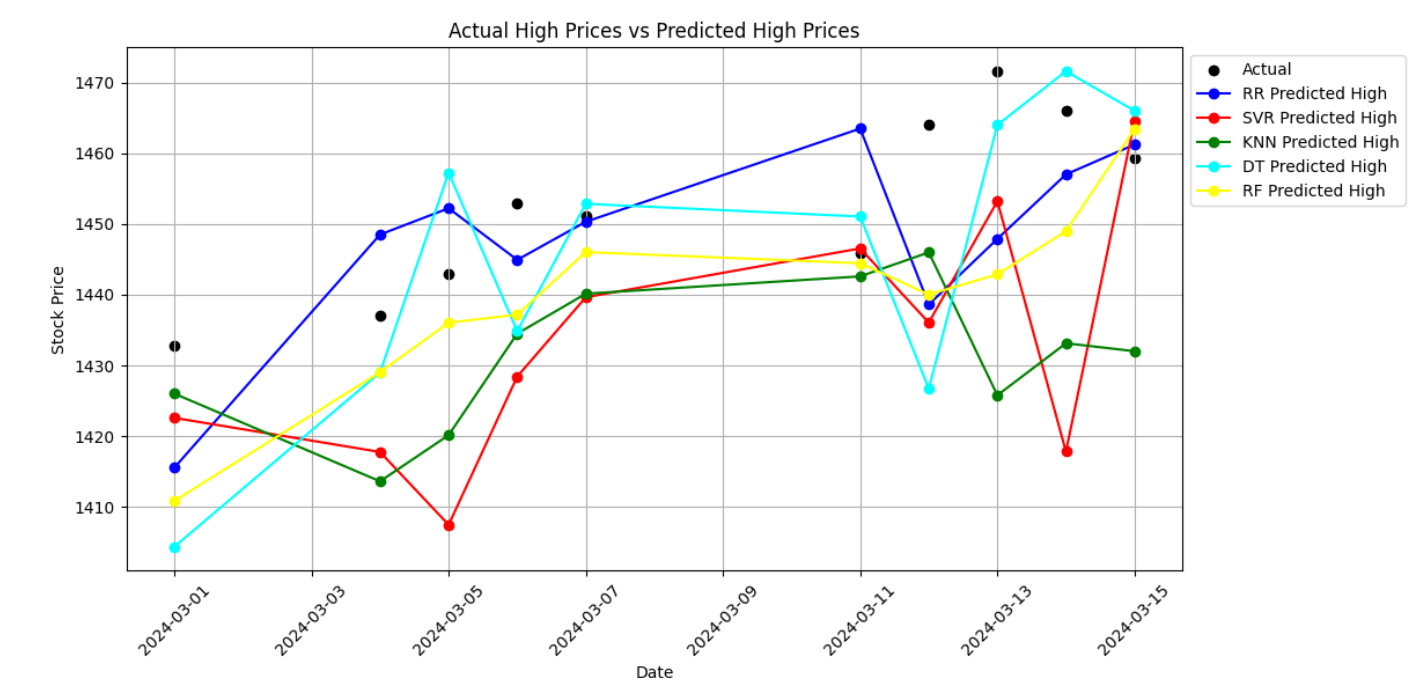 Actual High Prices vs Predicted High Prices
1470
1460
1450
1440
1430
1420
1410
Stock Price
2024-03-01
2024-03-03
2024-03-05
2024-03-07
2024-03-09
2024-03-11
2024-03-13
2024-03-15
Date
Actual
RR Predicted High
SVR Predicted High
KNN Predicted High
DT Predicted High
RF Predicted High